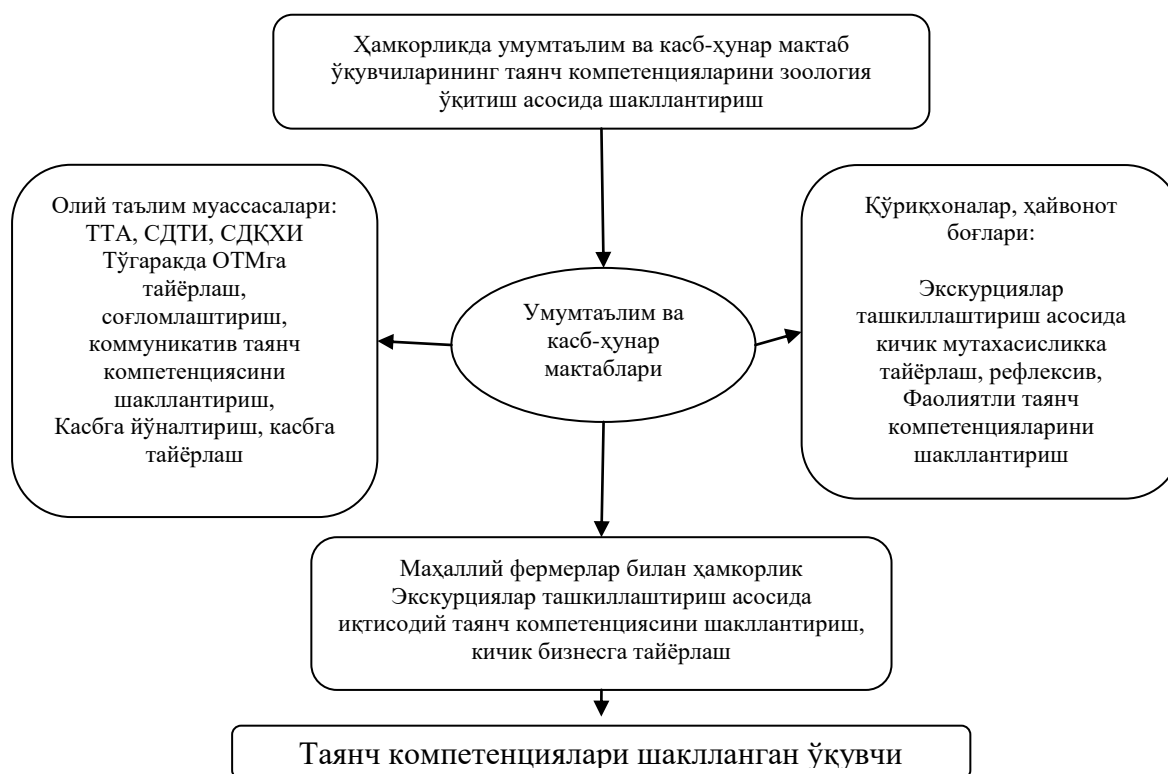 Ҳамкорликда умумтаълим ва касб-ҳунар мактаб
ўқувчиларининг таянч компетенцияларини зоология
ўқитиш асосида шакллантириш
Олий таълим муассасалари:
ТТА, СДТИ, СДҚХИ
Тўгаракда ОТМга
тайёрлаш,
соғломлаштириш,
коммуникатив таянч
компетенциясини
шакллантириш,
Касбга йўналтириш, касбга
тайёрлаш
Умумтаълим ва
касб-ҳунар
мактаблари
Қўриқхоналар, ҳайвонот
боғлари:
Экскурциялар
ташкиллаштириш асосида
кичик мутахасисликка
тайёрлаш, рефлексив,
Фаолиятли таянч
компетенцияларини
шакллантириш
Маҳаллий фермерлар билан ҳамкорлик
Экскурциялар ташкиллаштириш асосида
иқтисодий таянч компетенциясини шакллантириш,
кичик бизнесга тайёрлаш
Таянч компетенциялари шаклланган ўқувчи